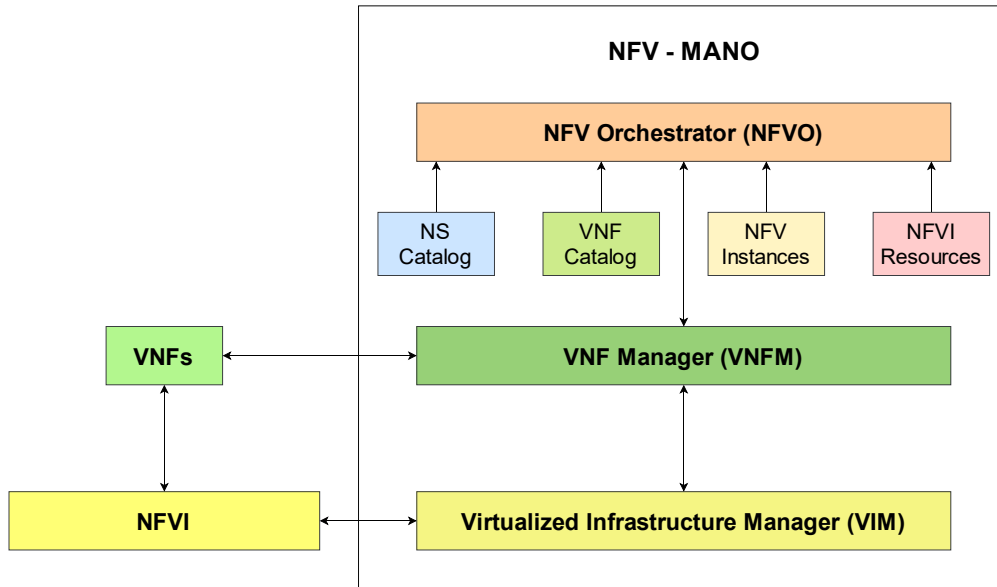 NFV - MANO
NFV Orchestrator (NFVO)
NS
Catalog
VNF
Catalog
NFV
Instances
NFVI
Resources
VNFs
VNF Manager (VNFM)
NFVI
Virtualized Infrastructure Manager (VIM)